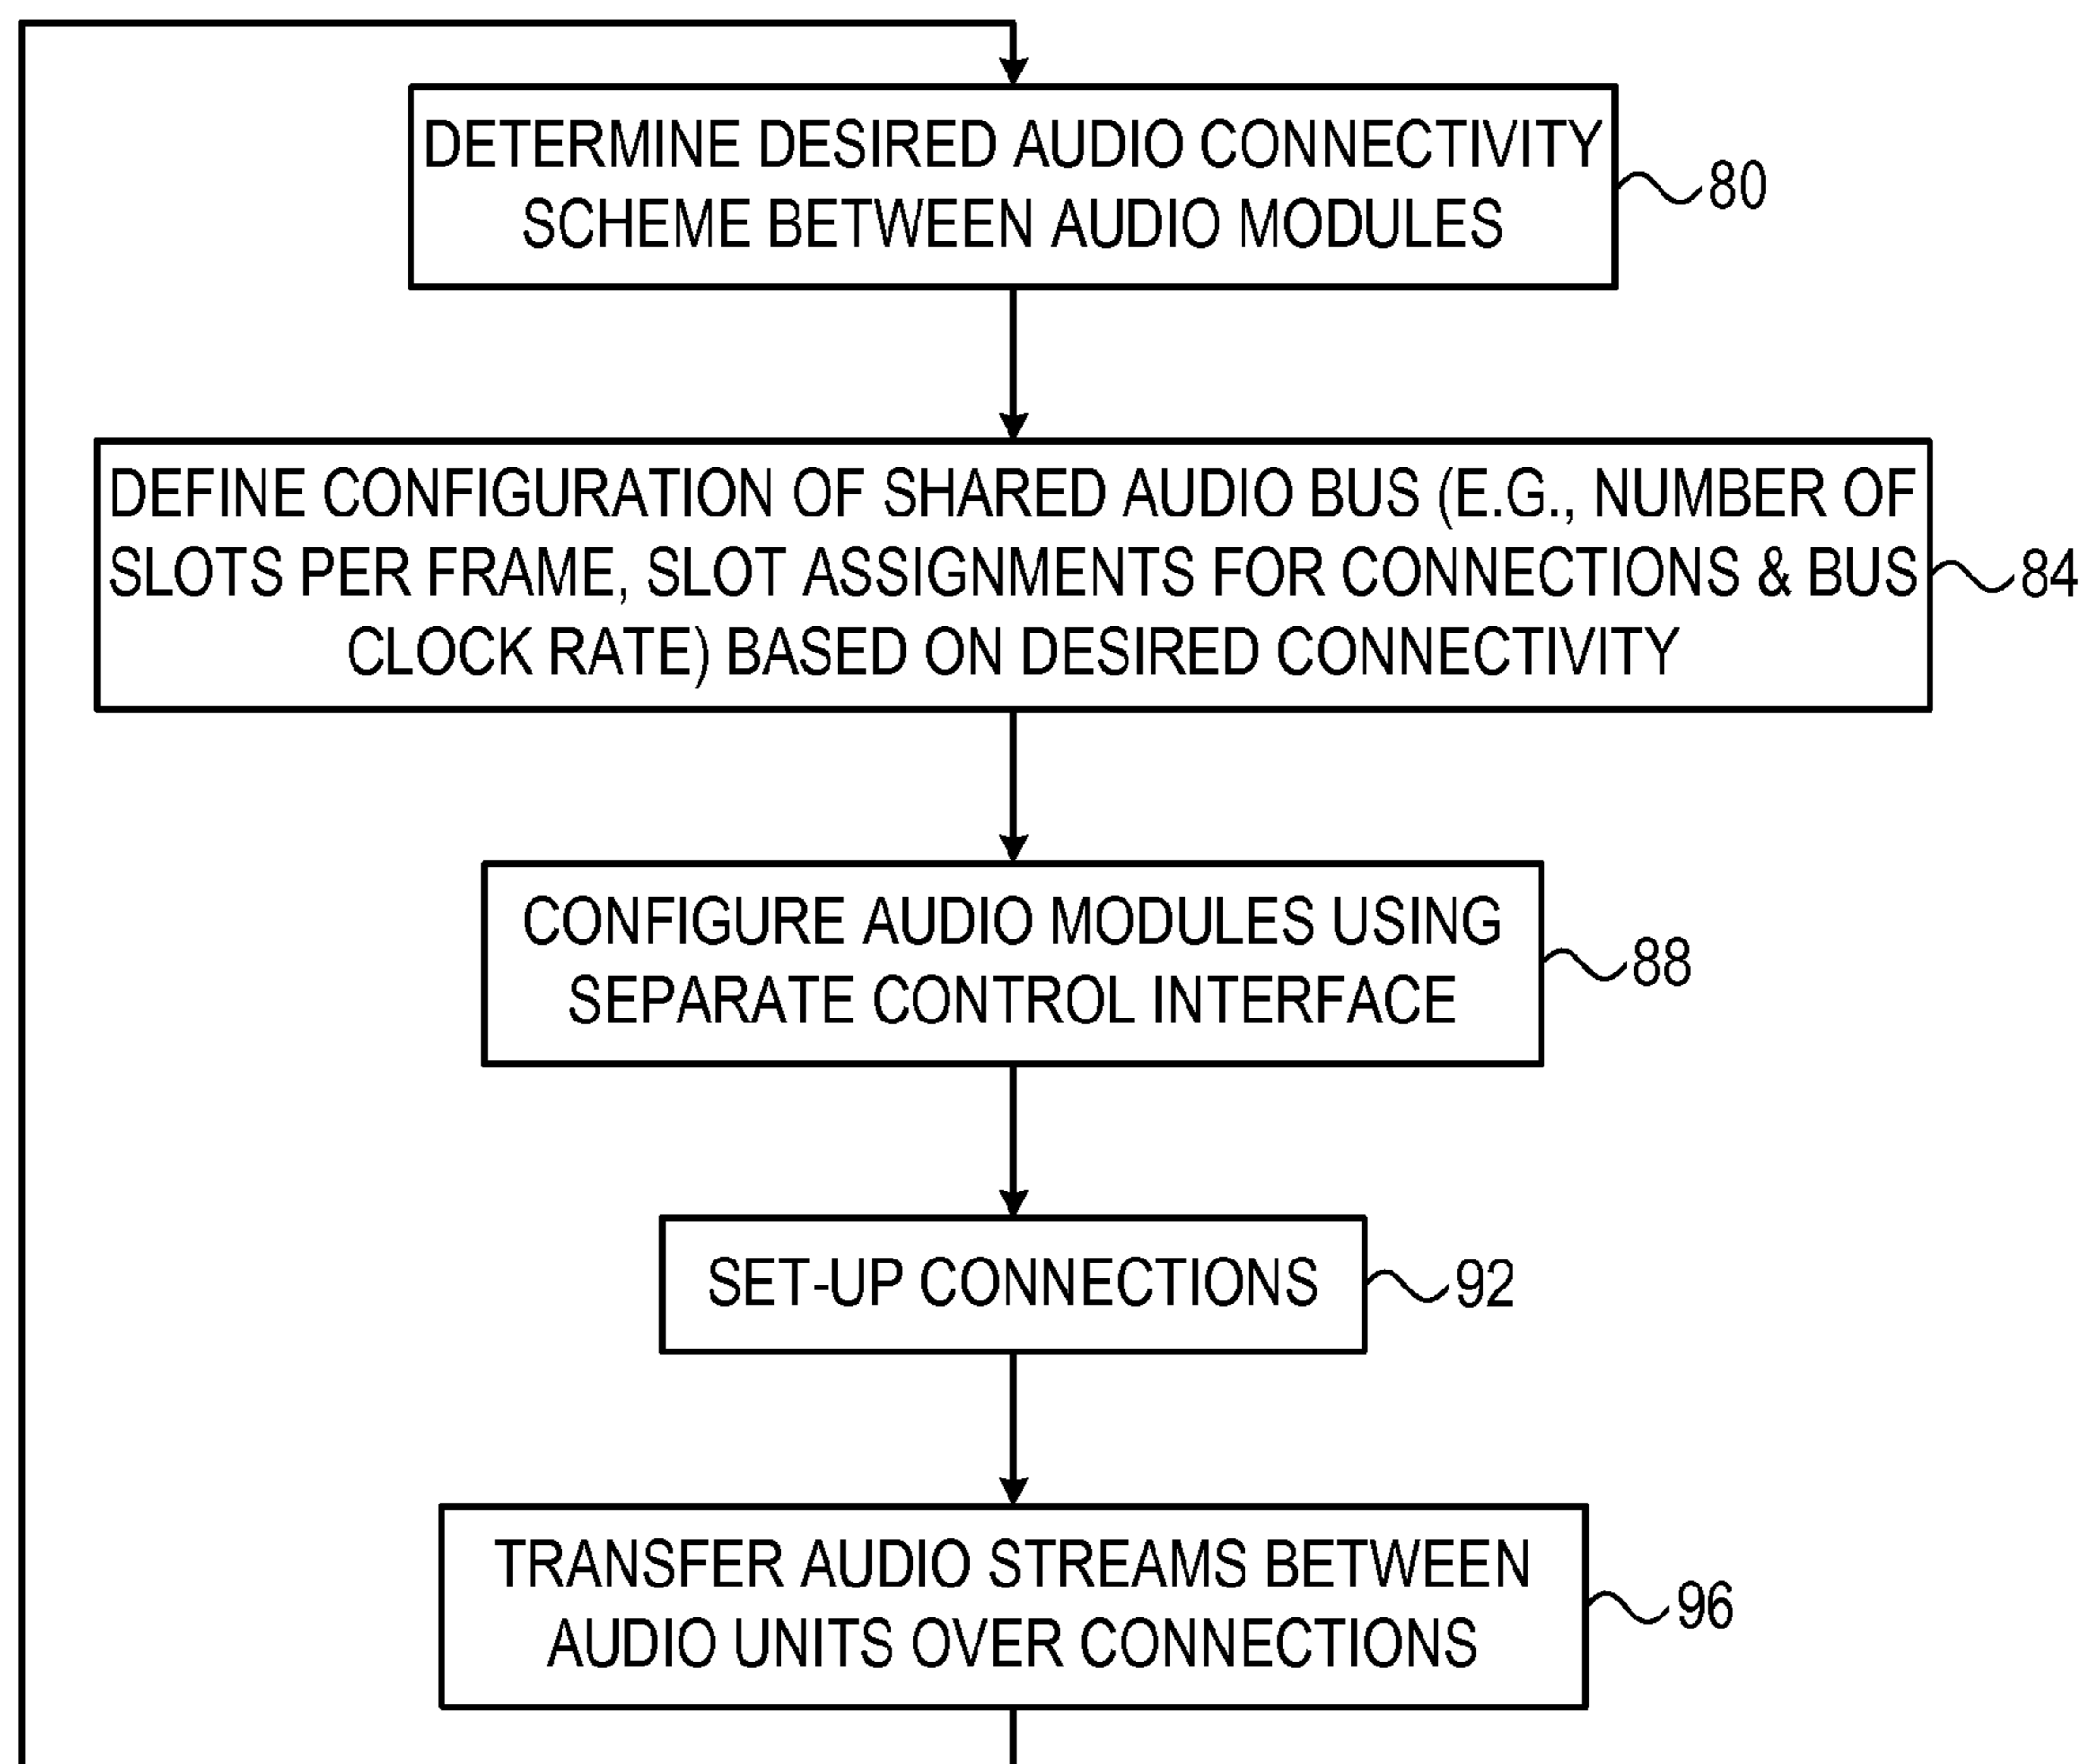 DETERMINE DESIRED AUDIO CONNECTIVITY
SCHEME BETWEEN AUDIO MODULES
80
DEFINE CONFIGURATION OF SHARED AUDIO BUS (E.G., NUMBER OF
SLOTS PER FRAME, SLOT ASSIGNMENTS FOR CONNECTIONS & BUS
CLOCK RATE) BASED ON DESIRED CONNECTIVITY
84
CONFIGURE AUDIO MODULES USING
SEPARATE CONTROL INTERFACE
88
SET-UP CONNECTIONS
92
TRANSFER AUDIO STREAMS BETWEEN
AUDIO UNITS OVER CONNECTIONS
96